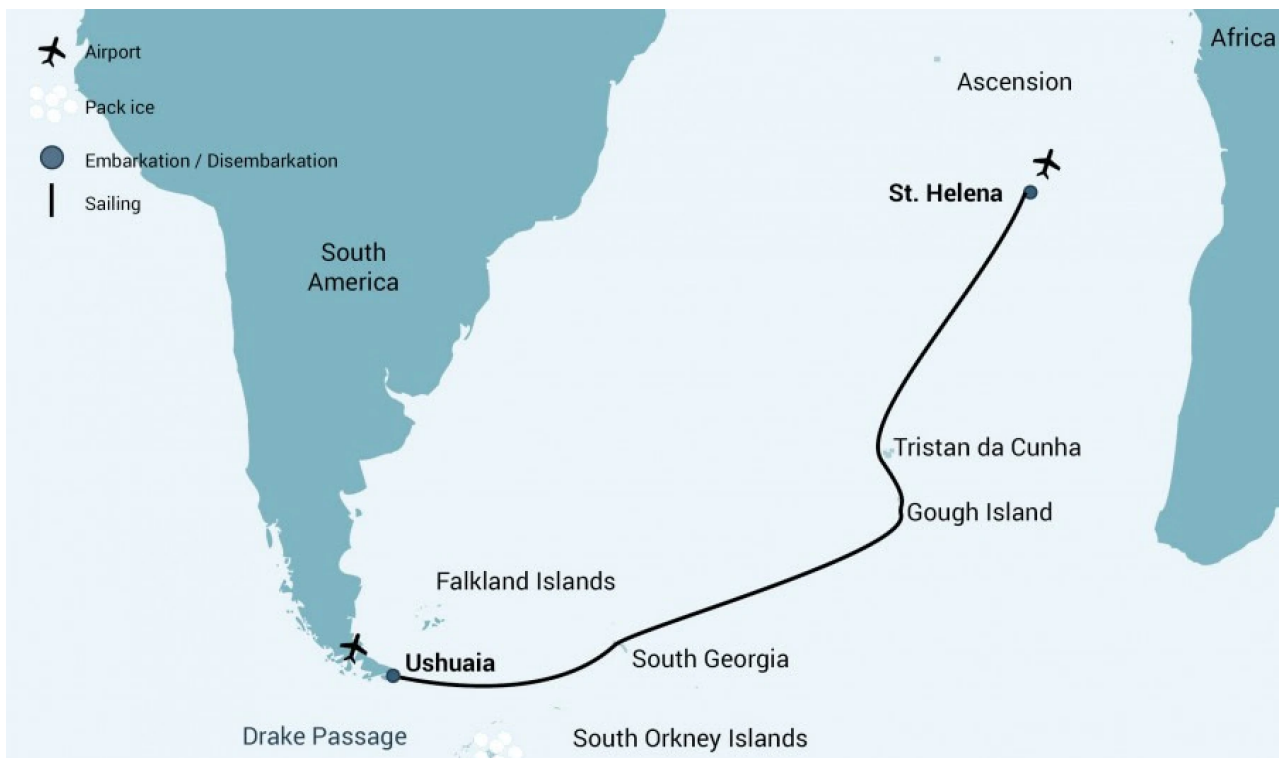 Airport
Pack ice
Embarkation / Disembarkation
Sailing
Africa
Ascension
St. Helena
South
America
Tristan da Cunha
Gough Island
Falkland Islands
Ushuaia
South Georgia
Drake Passage
South Orkney Islands